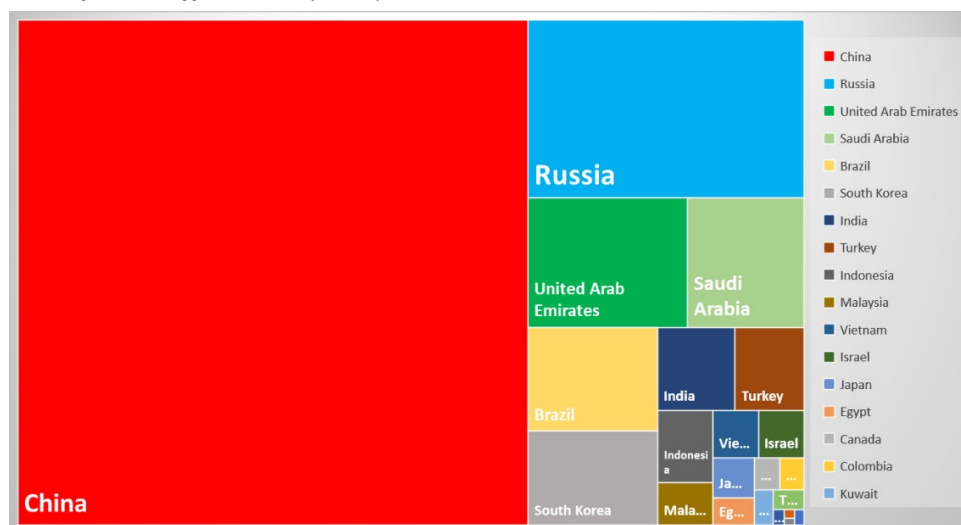 China
Russia
United Arab
Emirates
Saudi
Arabia
Brazil
South Korea
India
Turkey
Indonesi
a
Mala...
Vie...
Israel
Ja...
Eg...
...
...
...
T...
...
China
Russia
United Arab Emirates
Saudi Arabia
Brazil
South Korea
India
Turkey
Indonesia
Malaysia
Vietnam
Israel
Japan
Egypt
Canada
Colombia
Kuwait